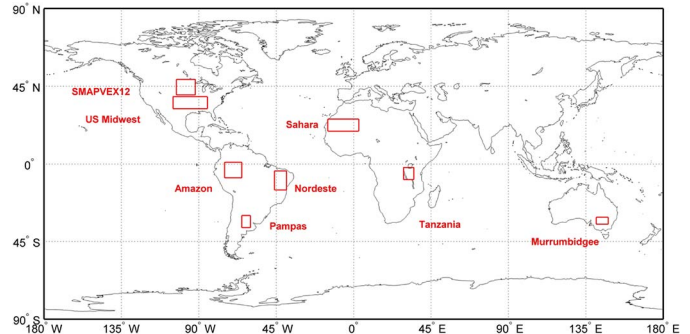 90° N
45° N
SMAPVEX12
US Midwest
Sahara
0°
Amazon
Nordeste
Pampas
Tanzania
Murrumbidgee
45° S
90° S
180° W
135° W
90° W
45° W
0°
45° E
90° E
135° E
180° E